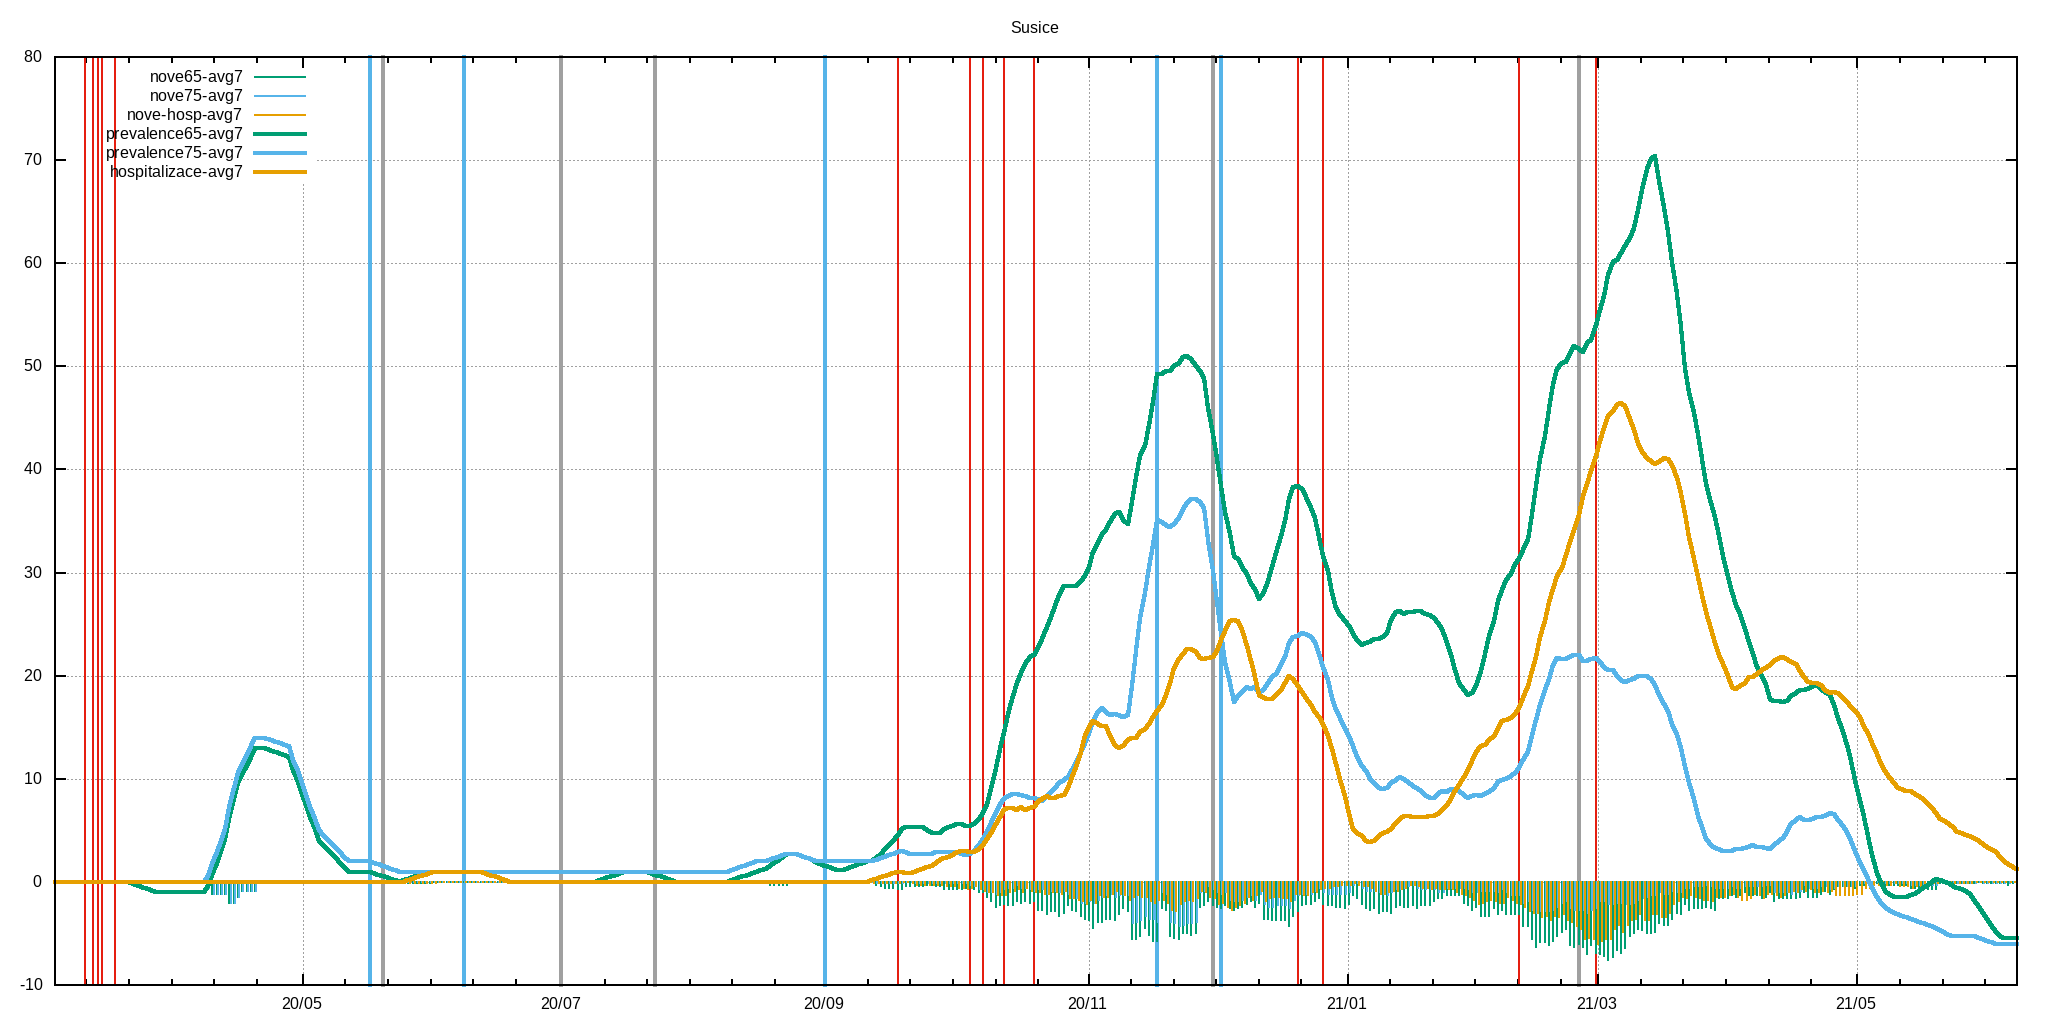 Susice
80
70
60
50
40
30
20
10
0
-10
nove65-avg7
nove75-avg7
nove-hosp-avg7
prevalence65-avg7
prevalence75-avg7
hospitalizace-avg7
20/05 20/07 20/09 20/11 21/01 21/03 21/05